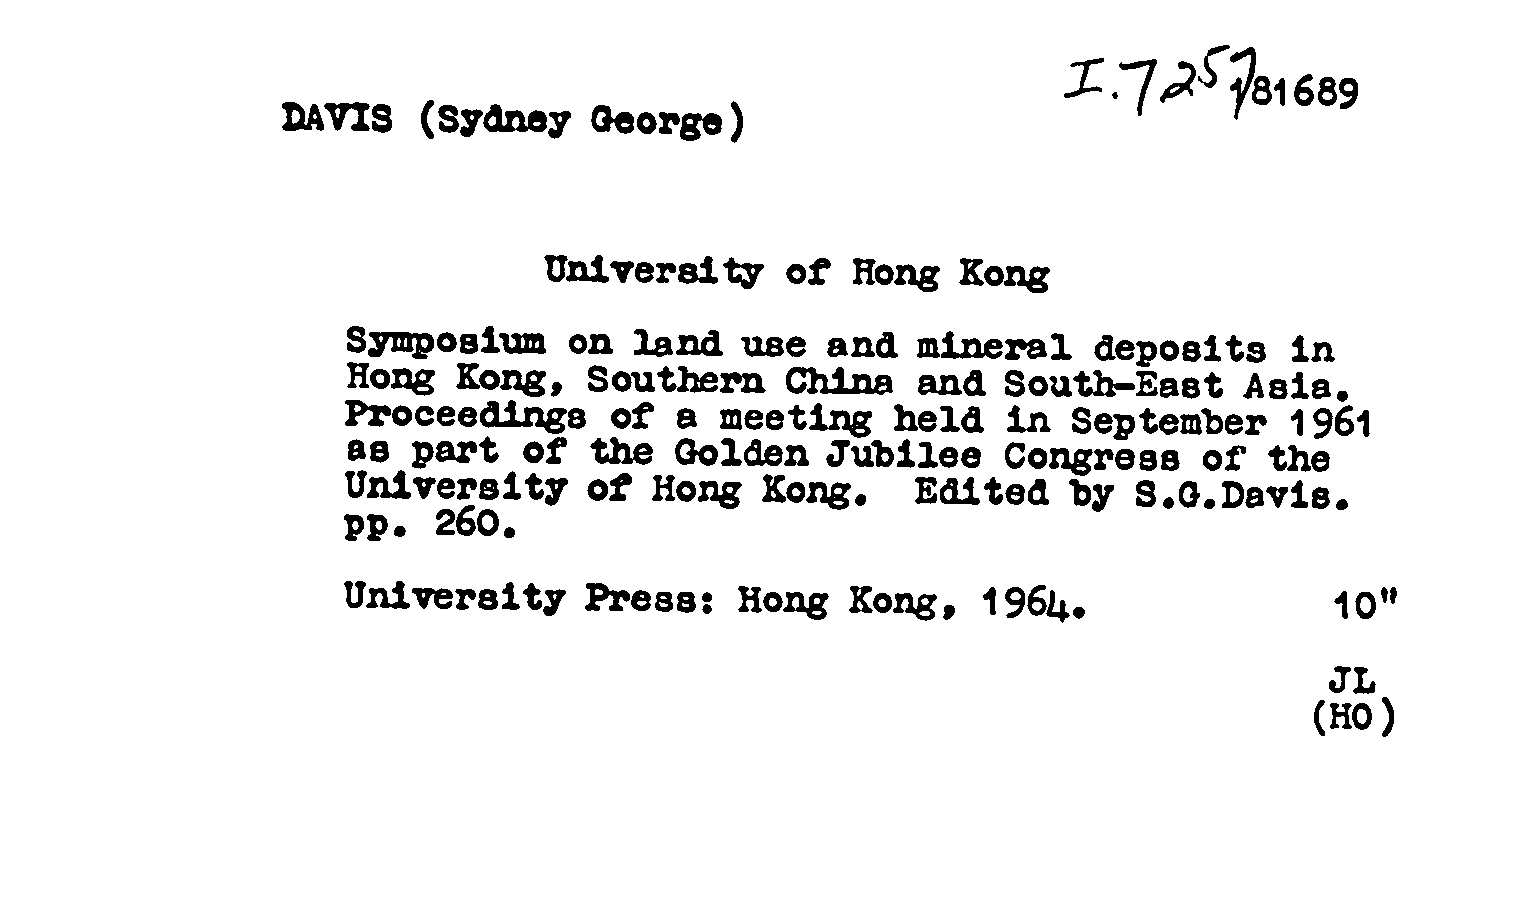 I.7257
181689
DAVIS (Sydney George)
University of Hong Kong
Symposium on land use and mineral deposits in
Hong Kong, Southern China and South-East Asia.
Proceedings of a meeting held in September 1961
as part of the Golden Jubilee Congress of the
University of Hong Kong. Edited by S.G.Davis.
pp. 260.
University Press: Hong Kong, 1964. 10"
JL
(HO)